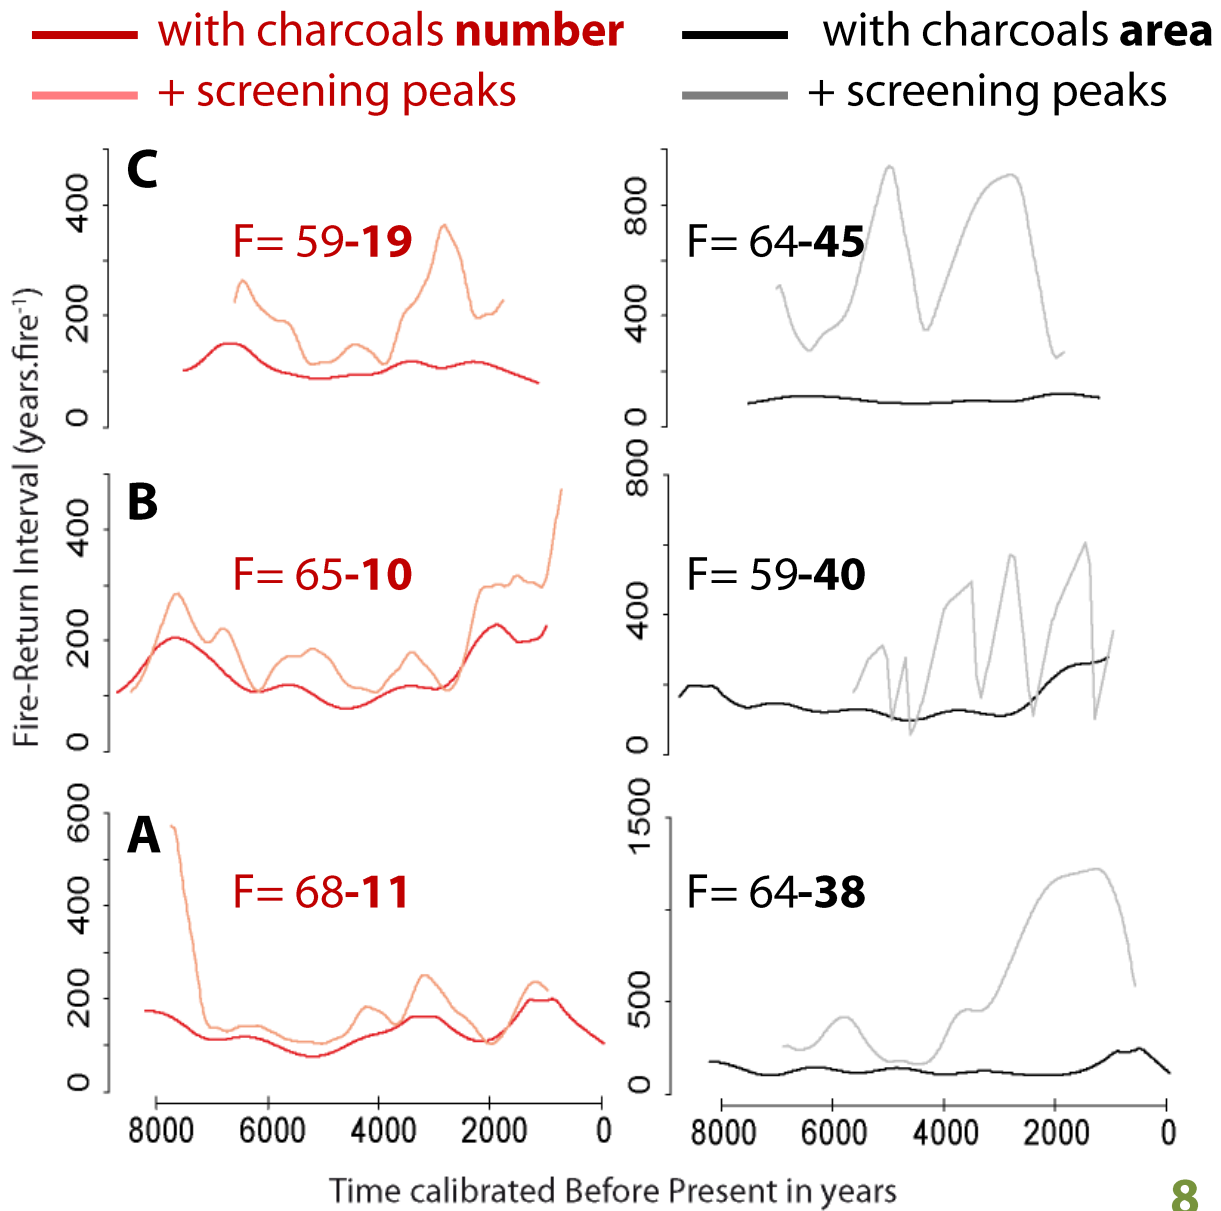 with charcoals number
+ screening peaks
with charcoals area
+ screening peaks
Fire-Return Interval (years.fire⁻¹)
C
F= 59-19
400
200
0
F= 64-45
800
400
0
B
F= 65-10
400
200
0
F= 59-40
800
400
0
A
F= 68-11
600
400
200
0
F= 64-38
1500
500
0
8000 6000 4000 2000 0
8000 6000 4000 2000 0
Time calibrated Before Present in years
8